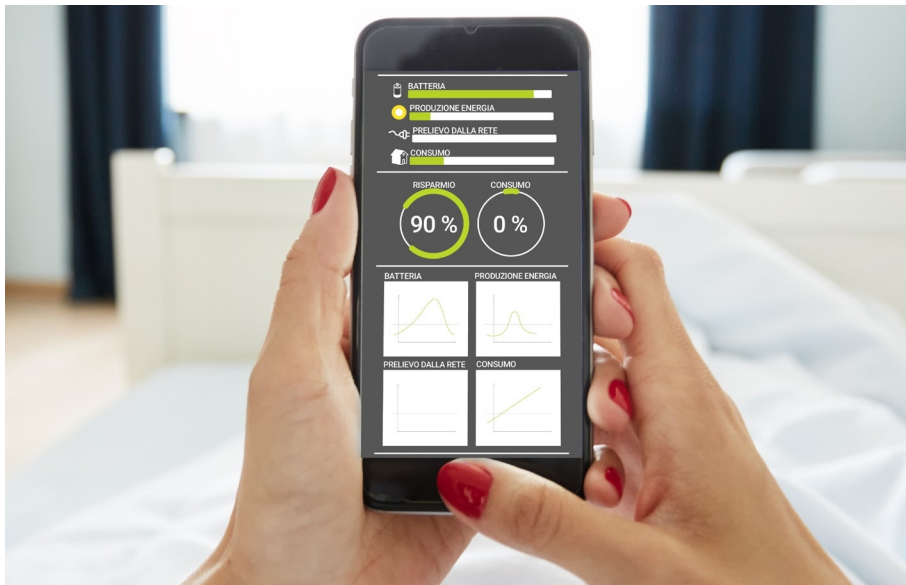 BATTERIA
PRODUZIONE ENERGIA
PRELIEVO DALLA RETE
CONSUMO
RISPARMIO CONSUMO
90 % 0 %
BATTERIA PRODUZIONE ENERGIA
PRELIEVO DALLA RETE CONSUMO